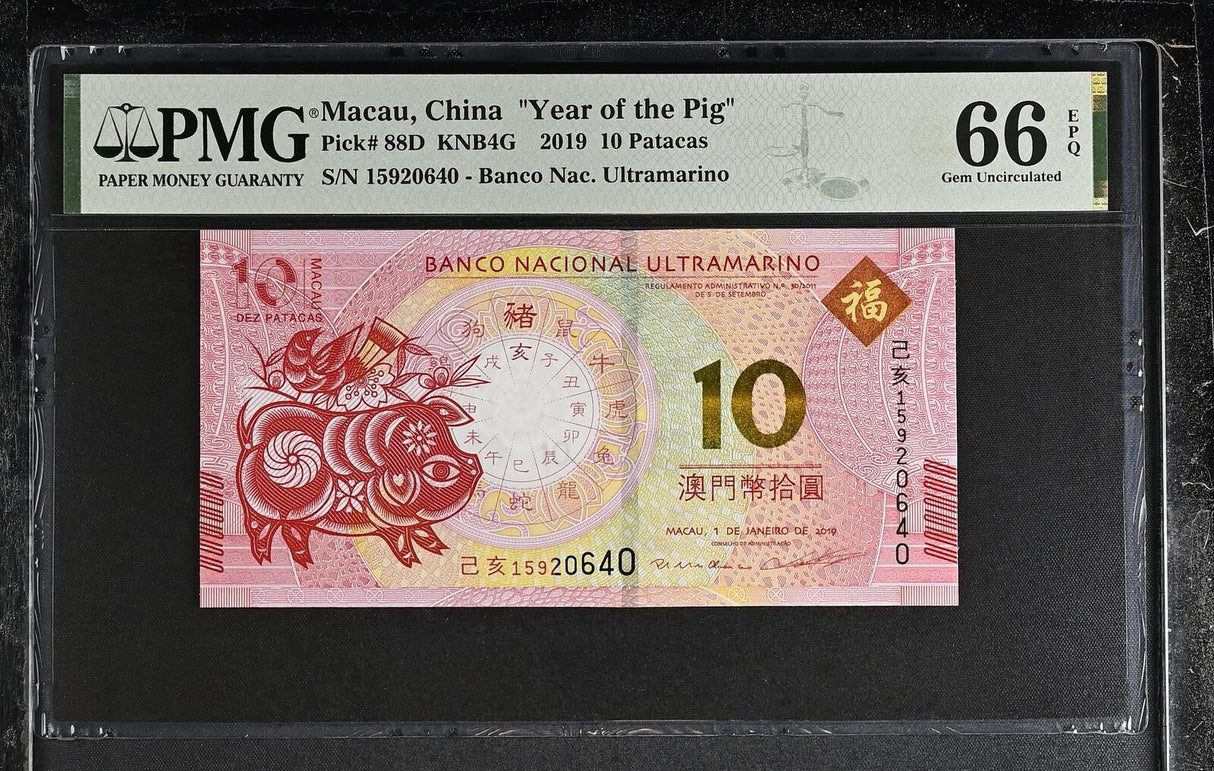 PMG®
PAPER MONEY GUARANTY
Macau, China "Year of the Pig"
Pick# 88D KNB4G 2019 10 Patacas
S/N 15920640 - Banco Nac. Ultramarino
66
EPQ
Gem Uncirculated
10
MACAU
DEZ PATACAS
BANCO NACIONAL ULTRAMARINO
REGULAMENTO ADMINISTRATIVO N.º 30/2011
DE 5 DE SETEMBRO
福
豬
鼠
牛
虎
兔
龍
蛇
狗
亥
子
丑
寅
卯
辰
巳
午
未
申
戌
10
澳門幣拾圓
MACAU, 1 DE JANEIRO DE 2019
CONSELHO DE ADMINISTRAÇÃO
己亥15920640
己亥15920640